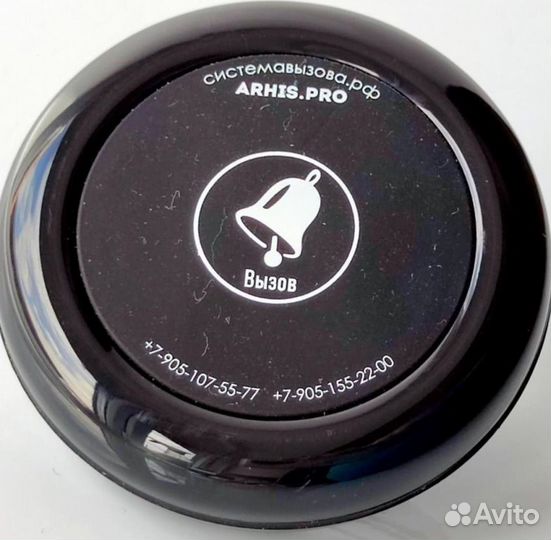 системавызова.рф
ARHIS.PRO
Вызов
+7-905-107-55-77 +7-905-155-22-00
Avito